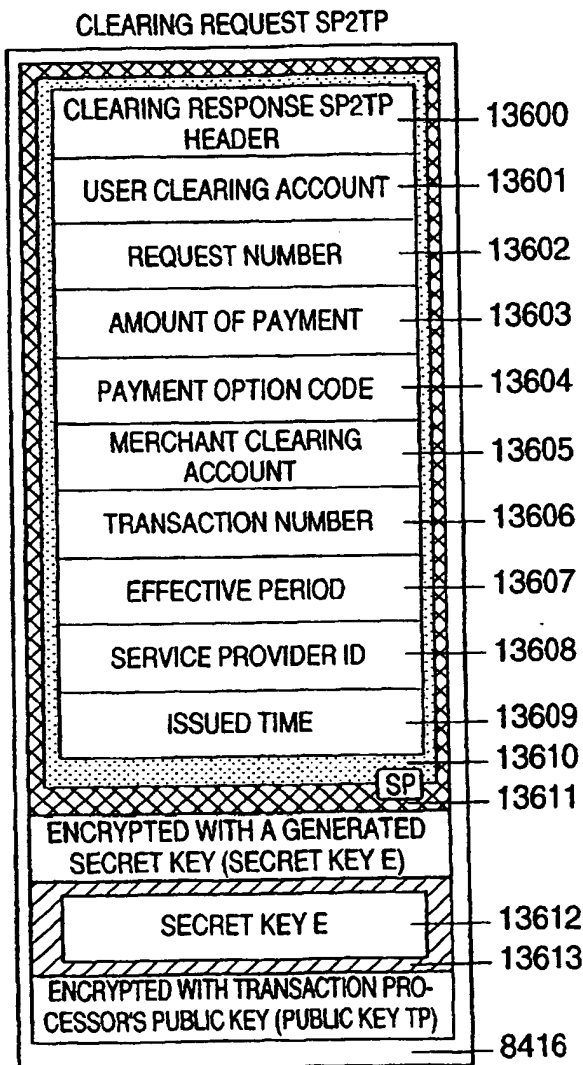 CLEARING REQUEST SP2TP
CLEARING RESPONSE SP2TP
HEADER
13600
USER CLEARING ACCOUNT
13601
REQUEST NUMBER
13602
AMOUNT OF PAYMENT
13603
PAYMENT OPTION CODE
13604
MERCHANT CLEARING
ACCOUNT
13605
TRANSACTION NUMBER
13606
EFFECTIVE PERIOD
13607
SERVICE PROVIDER ID
13608
ISSUED TIME
13609
13610
SP
13611
ENCRYPTED WITH A GENERATED
SECRET KEY (SECRET KEY E)
SECRET KEY E
13612
13613
ENCRYPTED WITH TRANSACTION PRO-
CESSOR'S PUBLIC KEY (PUBLIC KEY TP)
8416